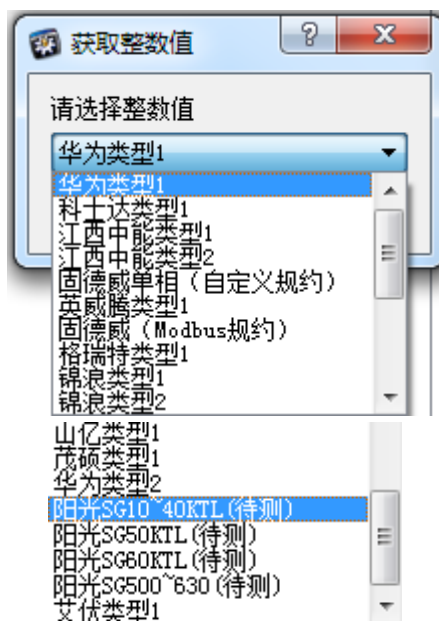 获取整数值
请选择整数值
华为类型1
华为类型1
科士达类型1
江西中能类型1
江西中能类型2
固德威单相（自定义规约）
英威腾类型1
固德威（Modbus规约）
格瑞特类型1
锦浪类型1
锦浪类型2
山亿类型1
茂硕类型1
华为类型2
阳光SG10~40KTL(待测)
阳光SG50KTL(待测)
阳光SG60KTL(待测)
阳光SG500~630(待测)
艾伏类型1